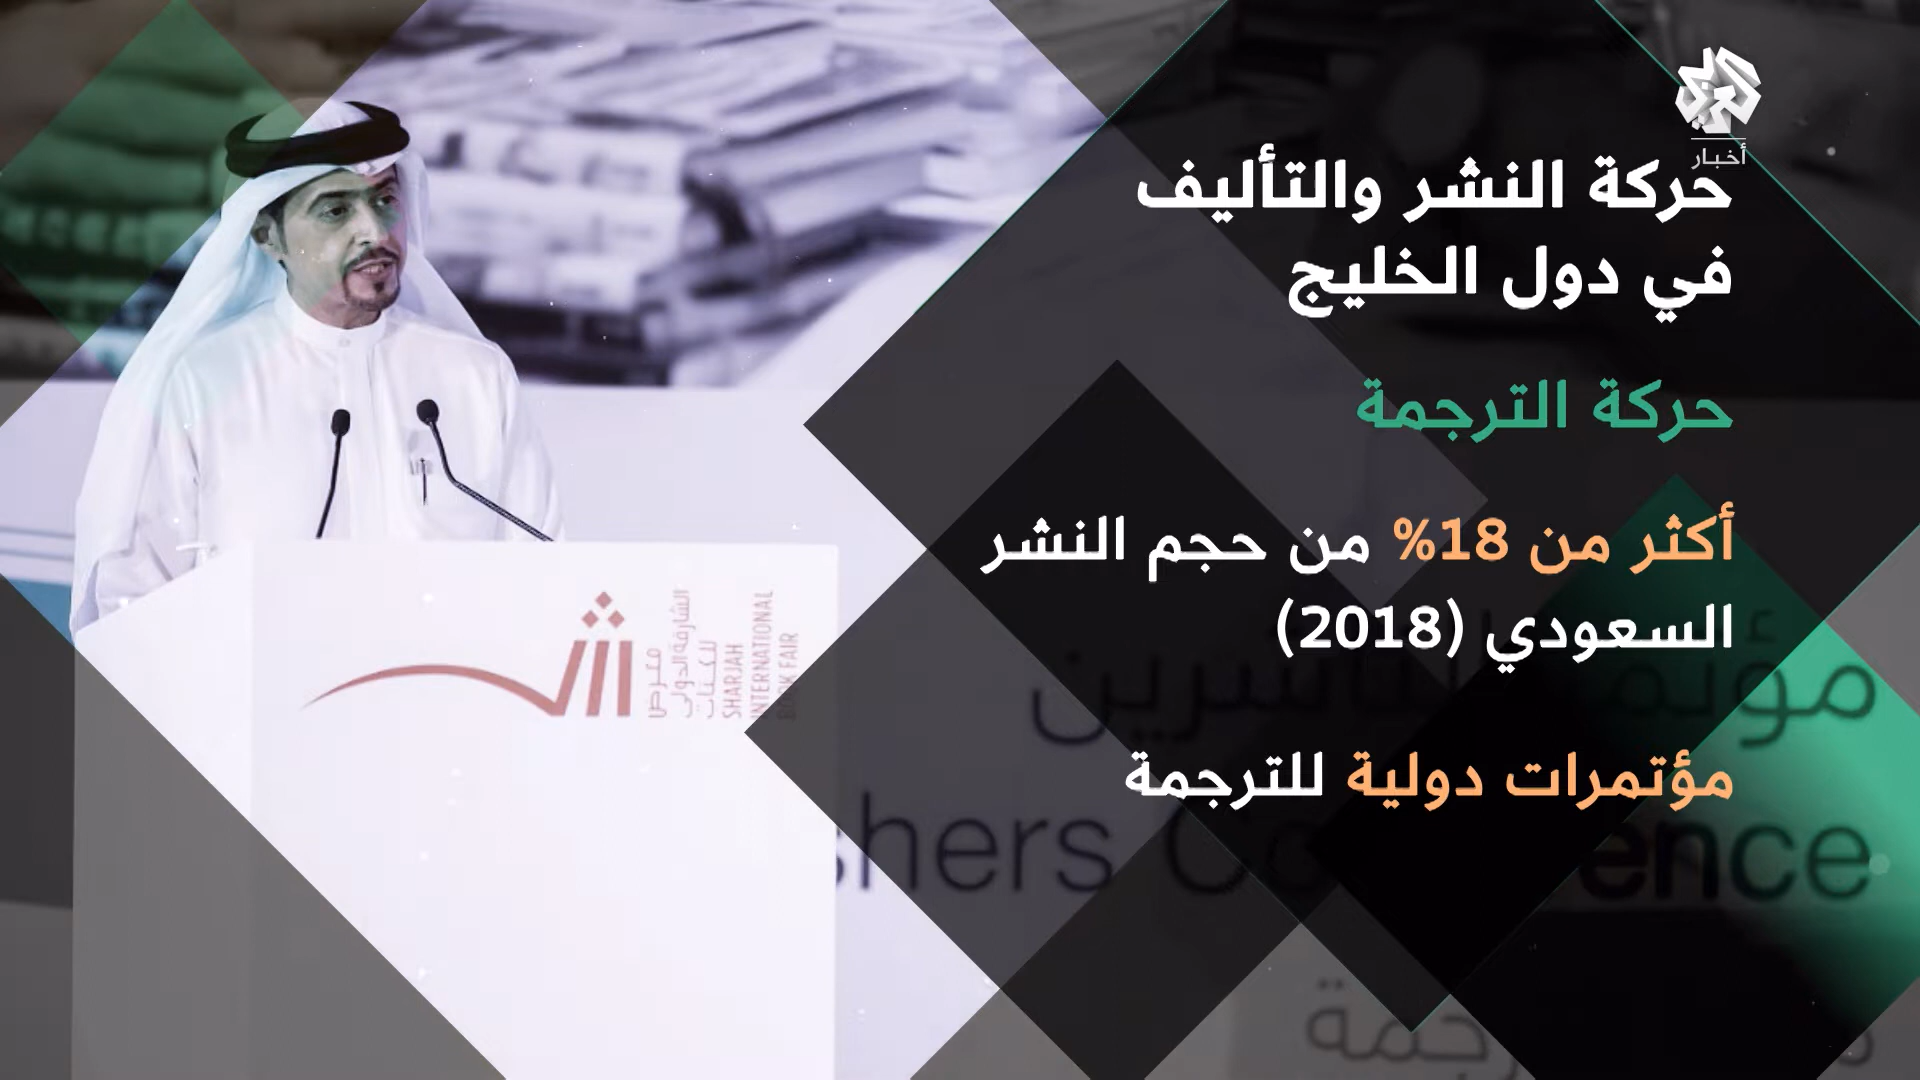 العربي
أخبار
حركة النشر والتأليف
في دول الخليج
حركة الترجمة
أكثر من 18% من حجم النشر
السعودي (2018)
مؤتمرات دولية للترجمة
معرض
الشارقة الدولي
للكتاب
SHARJAH
INTERNATIONAL
BOOK FAIR